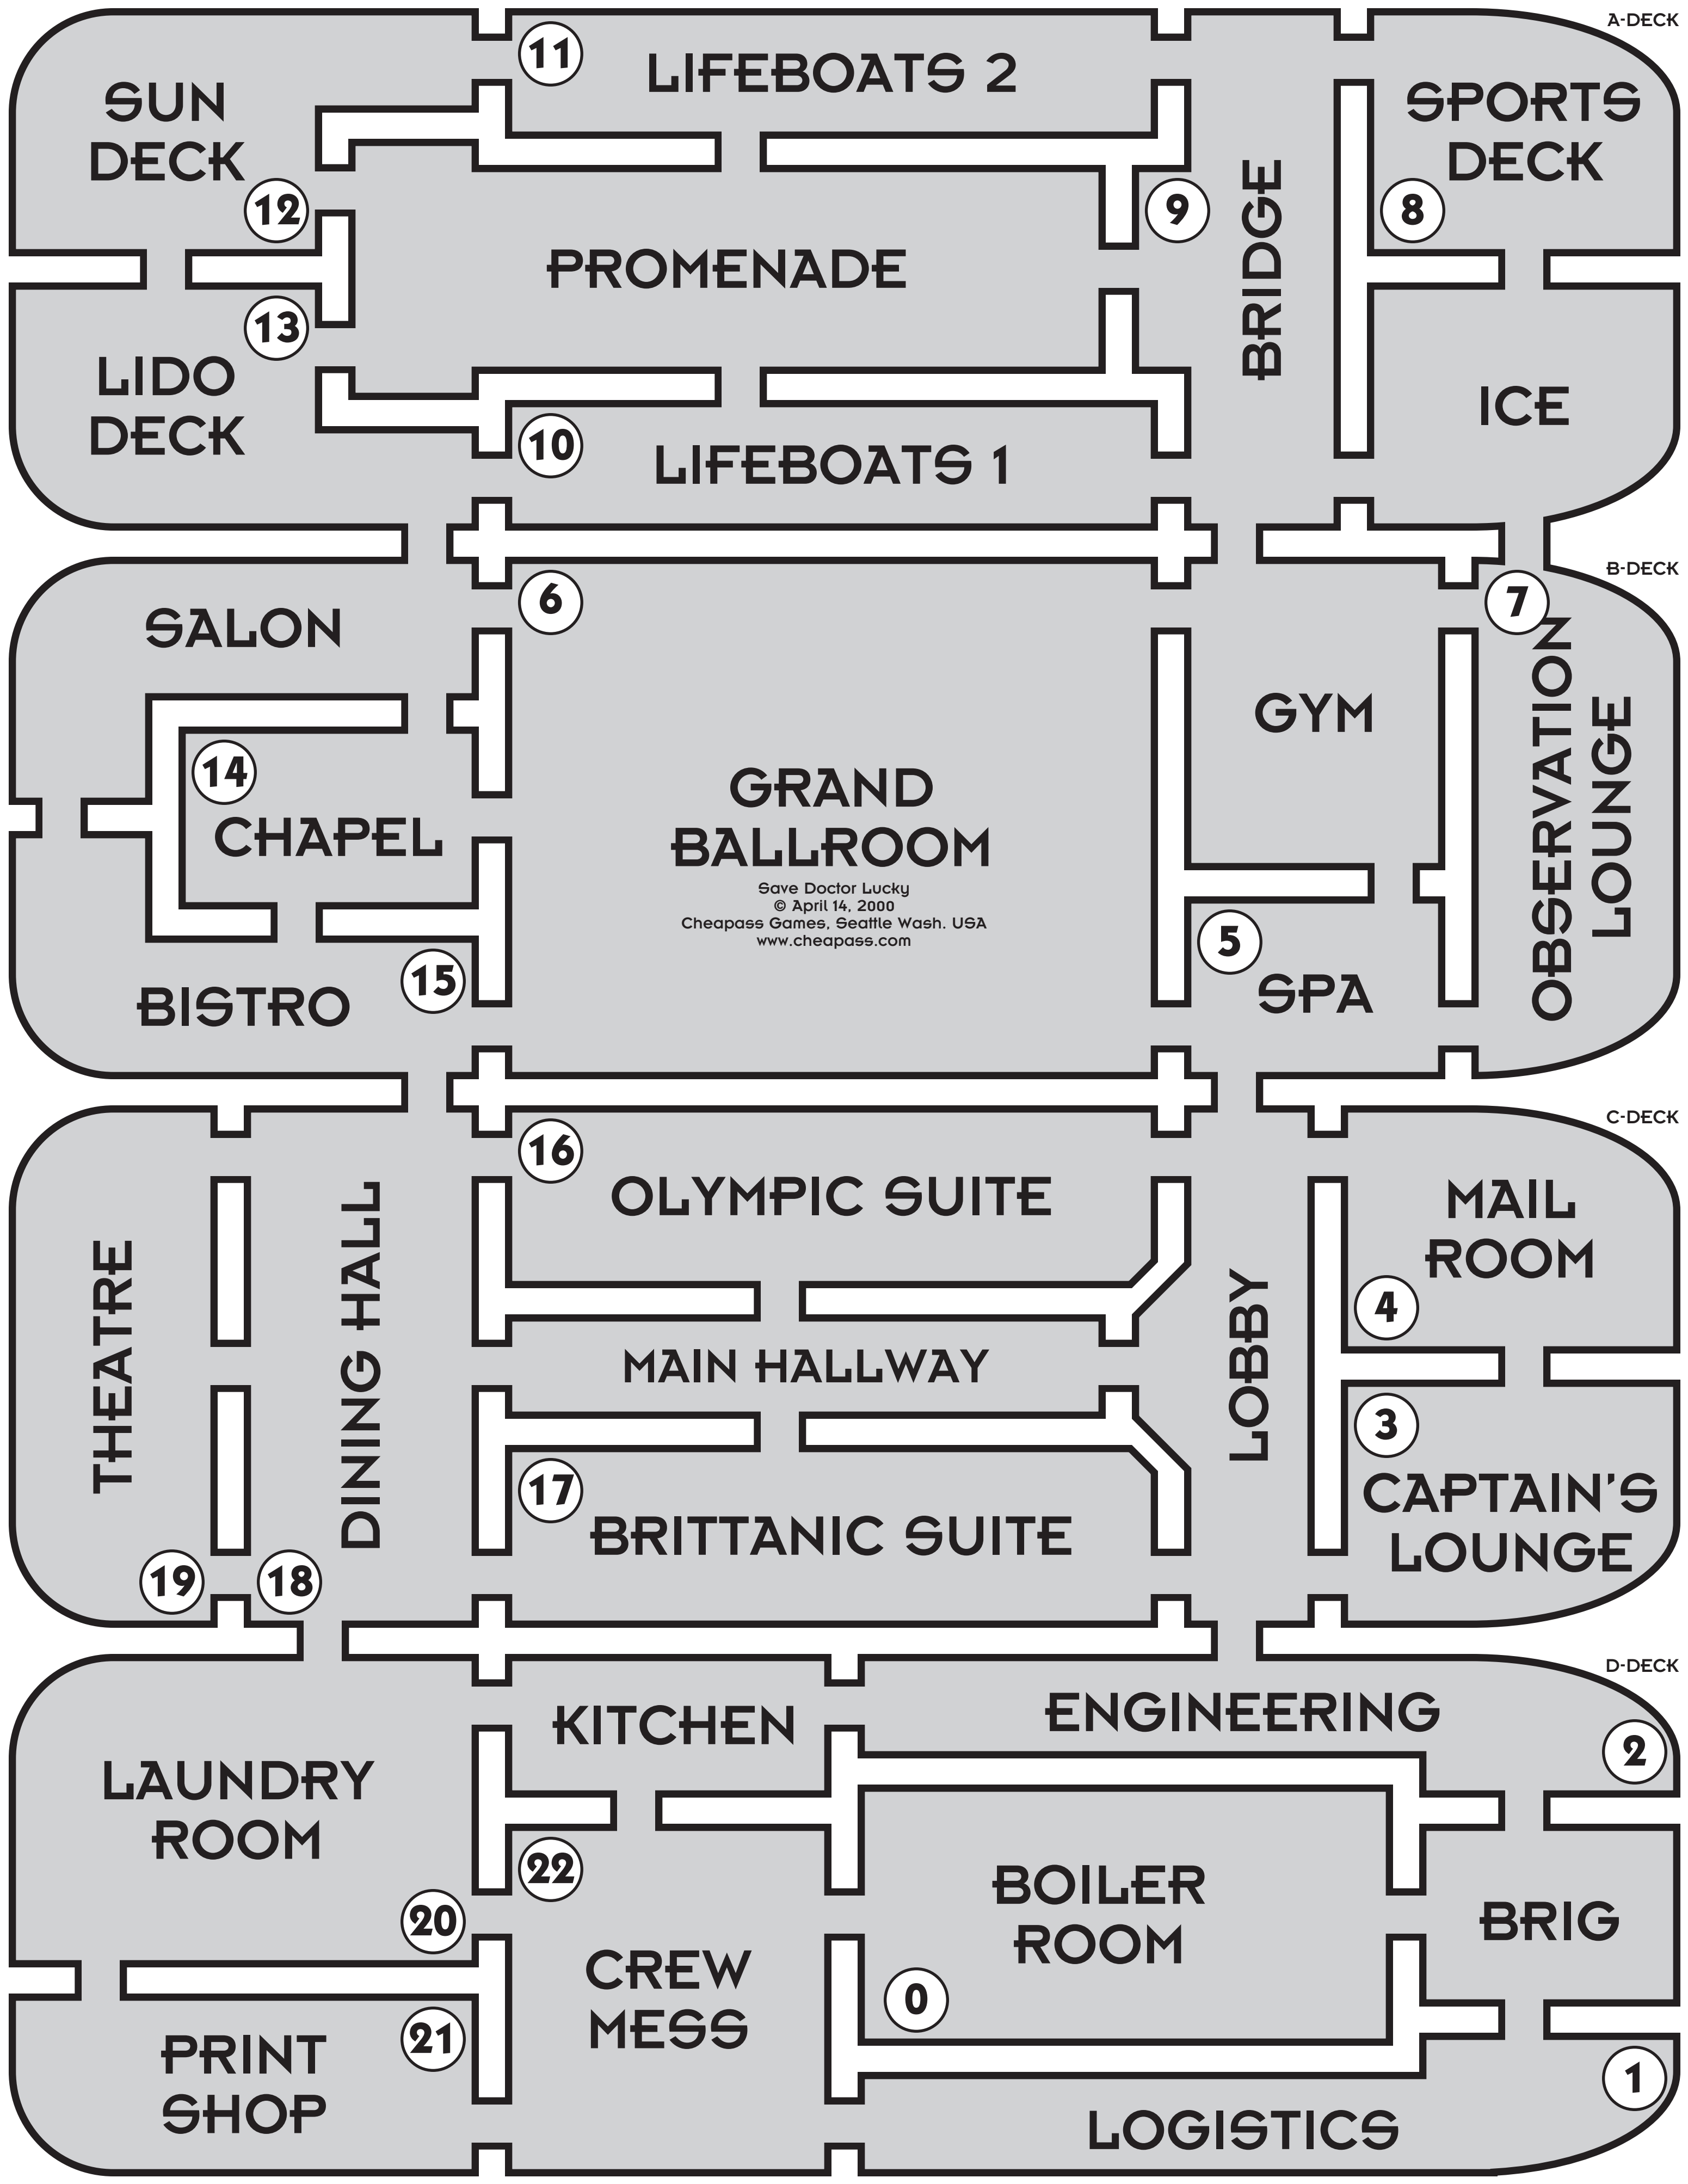 A-DECK
11
LIFEBOATS 2
SUN
DECK
SPORTS
DECK
12
9
8
PROMENADE
BRIDGE
13
LIDO
DECK
ICE
10
LIFEBOATS 1
B-DECK
6
7
SALON
GYM
OBSERVATION
LOUNGE
14
CHAPEL
GRAND
BALLROOM
Save Doctor Lucky
© April 14, 2000
Cheapass Games, Seattle Wash. USA
www.cheapass.com
5
15
SPA
BISTRO
C-DECK
16
OLYMPIC SUITE
MAIL
ROOM
THEATRE
DINING HALL
LOBBY
4
MAIN HALLWAY
3
17
CAPTAIN'S
LOUNGE
BRITTANIC SUITE
19
18
D-DECK
KITCHEN
ENGINEERING
2
LAUNDRY
ROOM
22
BOILER
ROOM
20
BRIG
CREW
MESS
0
21
PRINT
SHOP
1
LOGISTICS